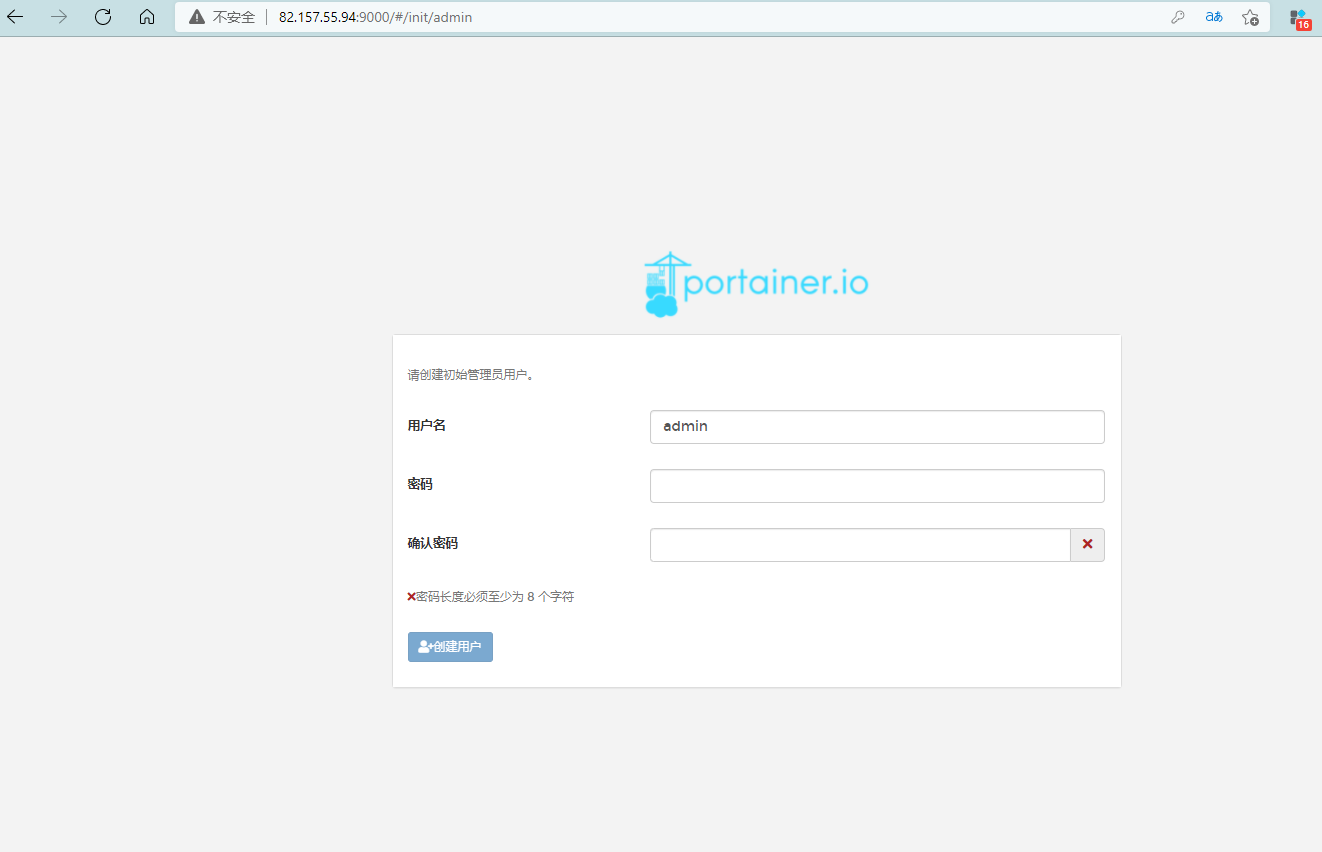 不安全 82.157.55.94:9000/#/init/admin aあ
16
portainer.io
请创建初始管理员用户。
用户名 admin
密码
确认密码
密码长度必须至少为 8 个字符
创建用户